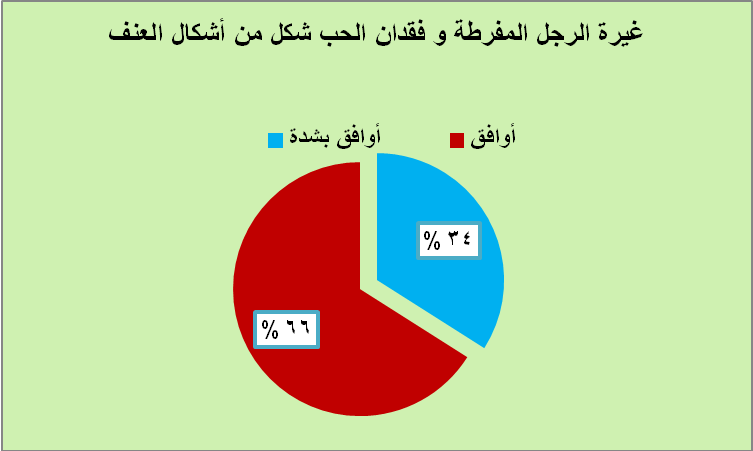 غيرة الرجل المفرطة و فقدان الحب شكل من أشكال العنف
أوافق
أوافق بشدة
٣٤ %
٦٦ %